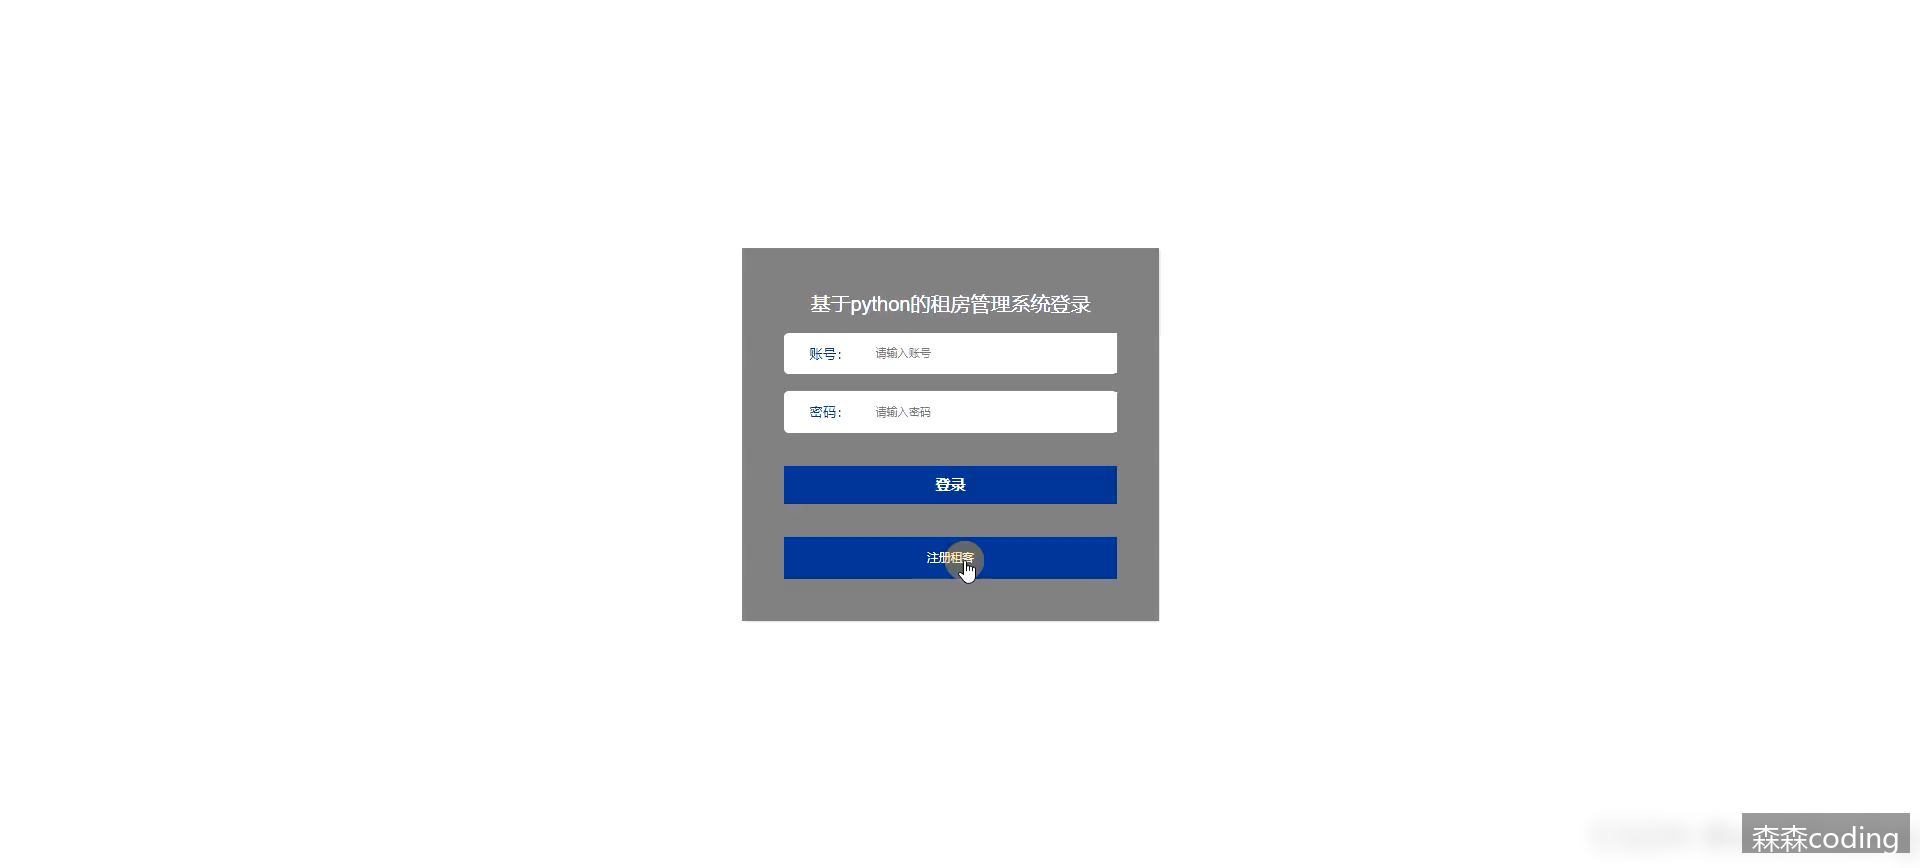 基于python的租房管理系统登录
账号：
请输入账号
密码：
请输入密码
登录
注册租客
森森coding